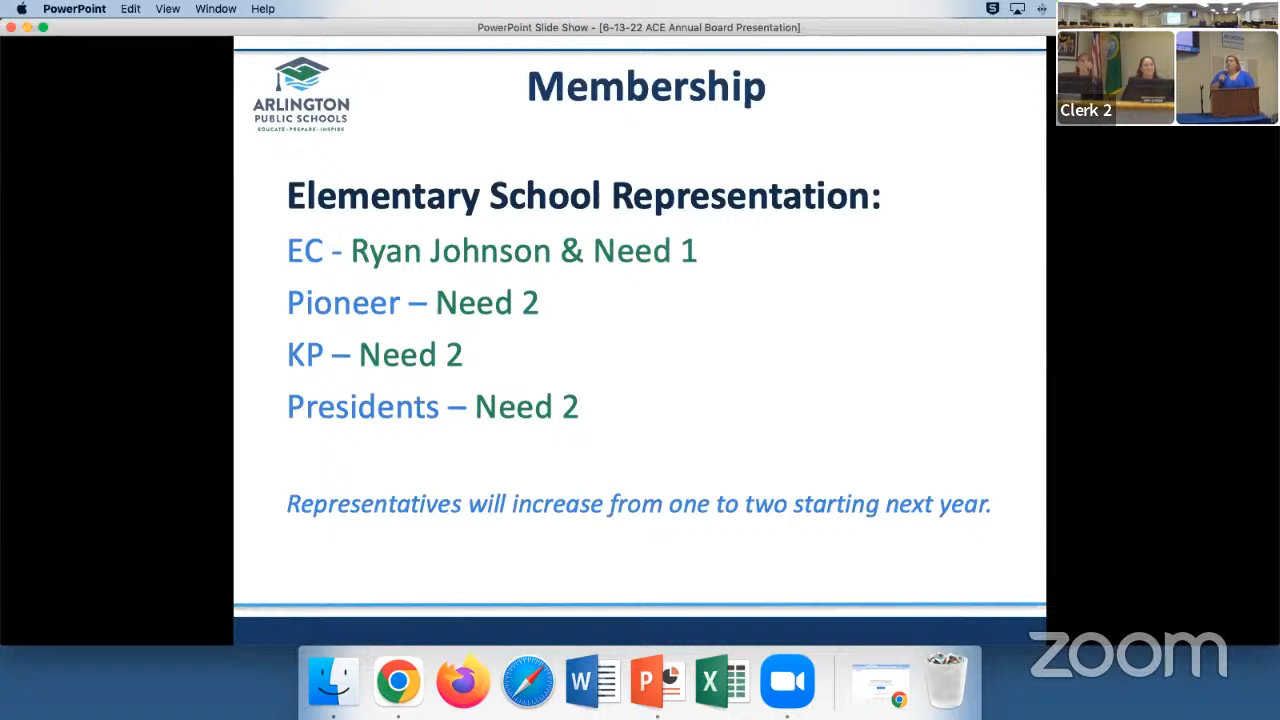 PowerPoint Edit View Window Help
PowerPoint Slide Show - [6-13-22 ACE Annual Board Presentation]
ARLINGTON
PUBLIC SCHOOLS
EDUCATE · PREPARE · INSPIRE
Membership
Clerk 2
Elementary School Representation:
EC - Ryan Johnson & Need 1
Pioneer – Need 2
KP – Need 2
Presidents – Need 2
Representatives will increase from one to two starting next year.
zoom
W
P
X